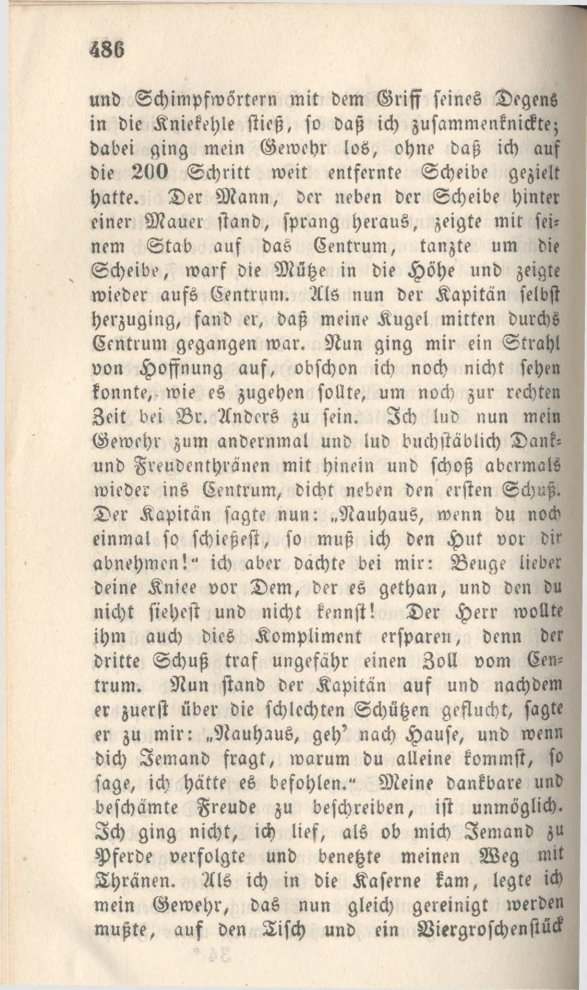 486
und Schimpfwörtern mit dem Griff seines Degens
in die Kniekehle stieß, so daß ich zusammenknickte;
dabei ging mein Gewehr los, ohne daß ich auf
die 200 Schritt weit entfernte Scheibe gezielt
hatte. Der Mann, der neben der Scheibe hinter
einer Mauer stand, sprang heraus, zeigte mit sei-
nem Stab auf das Centrum, tanzte um die
Scheibe, warf die Mütze in die Höhe und zeigte
wieder aufs Centrum. Als nun der Kapitän selbst
herzuging, fand er, daß meine Kugel mitten durchs
Centrum gegangen war. Nun ging mir ein Strahl
von Hoffnung auf, obschon ich noch nicht sehen
konnte, wie es zugehen sollte, um noch zur rechten
Zeit bei Br. Anders zu sein. Ich lud nun mein
Gewehr zum andernmal und lud buchstäblich Dank-
und Freudenthränen mit hinein und schoß abermals
wieder ins Centrum, dicht neben den ersten Schuß.
Der Kapitän sagte nun: „Nauhaus, wenn du noch
einmal so schießest, so muß ich den Hut vor dir
abnehmen!“ ich aber dachte bei mir: Beuge lieber
deine Kniee vor Dem, der es gethan, und den du
nicht siehest und nicht kennst! Der Herr wollte
ihm auch dies Kompliment ersparen, denn der
dritte Schuß traf ungefähr einen Zoll vom Cen-
trum. Nun stand der Kapitän auf und nachdem
er zuerst über die schlechten Schützen geflucht, sagte
er zu mir: „Nauhaus, geh’ nach Hause, und wenn
dich Jemand fragt, warum du alleine kommst, so
sage, ich hätte es befohlen.“ Meine dankbare und
beschämte Freude zu beschreiben, ist unmöglich.
Ich ging nicht, ich lief, als ob mich Jemand zu
Pferde verfolgte und benetzte meinen Weg mit
Thränen. Als ich in die Kaserne kam, legte ich
mein Gewehr, das nun gleich gereinigt werden
mußte, auf den Tisch und ein Viergroschenstück